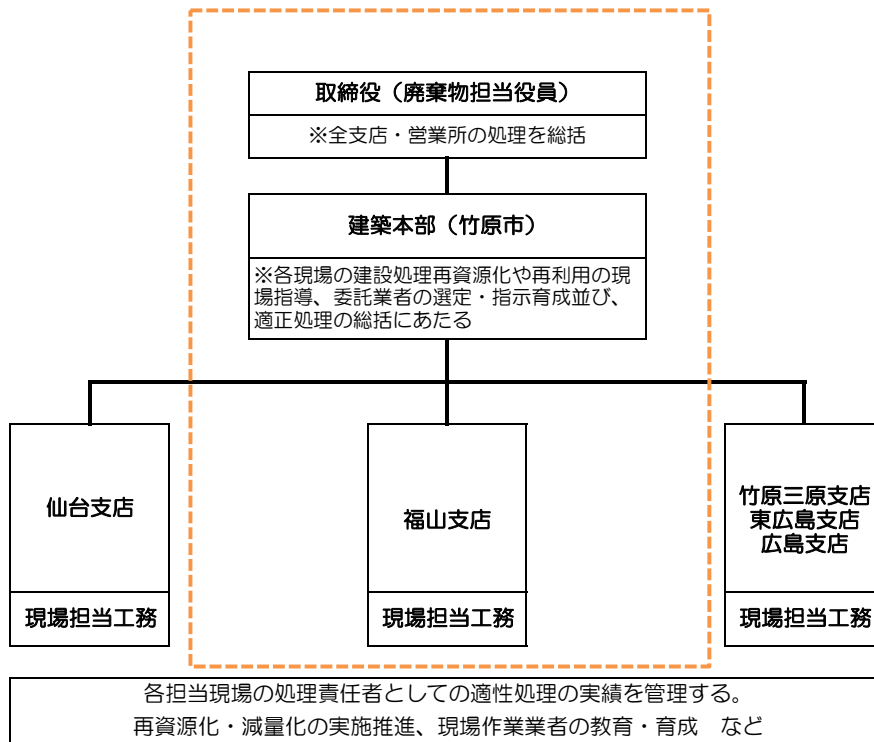 取締役（廃棄物担当役員）
※全支店・営業所の処理を総括
建築本部（竹原市）
※各現場の建設処理再資源化や再利用の現
場指導、委託業者の選定・指示育成並び、
適正処理の総括にあたる
仙台支店
現場担当工務
福山支店
現場担当工務
竹原三原支店
東広島支店
広島支店
現場担当工務
各担当現場の処理責任者としての適性処理の実績を管理する。
再資源化・減量化の実施推進、現場作業業者の教育・育成　など